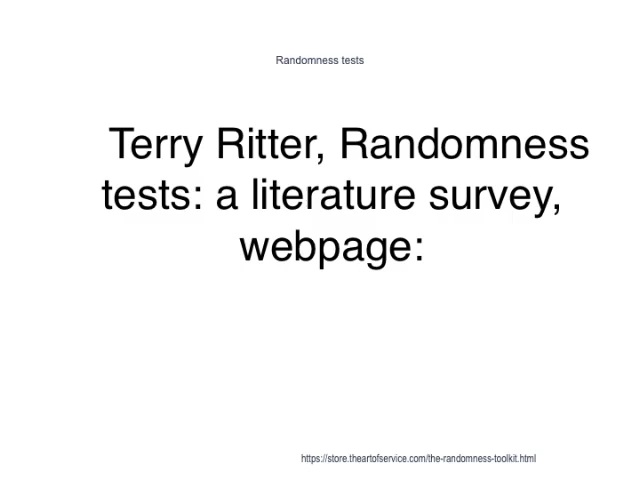 Randomness tests
Terry Ritter, Randomness
tests: a literature survey,
webpage:
https://store.theartofservice.com/the-randomness-toolkit.html